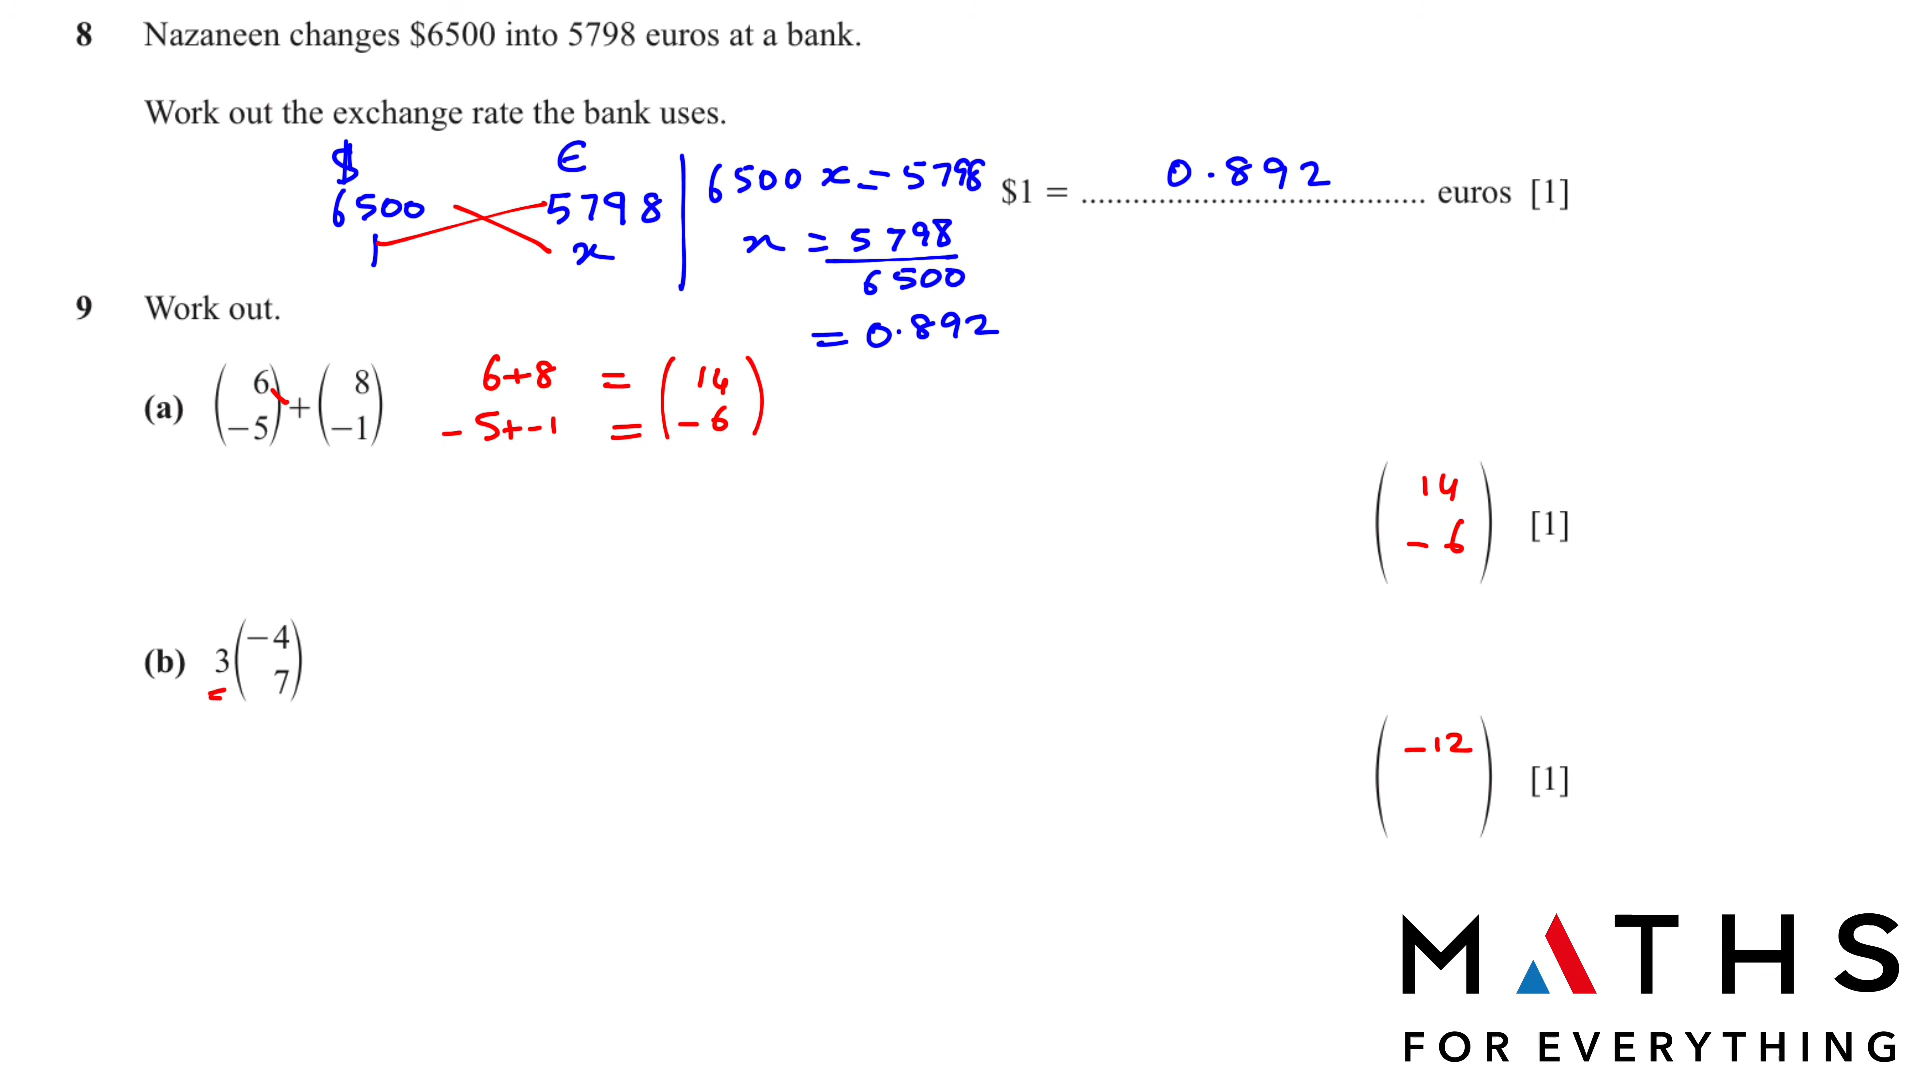 8 Nazaneen changes $6500 into 5798 euros at a bank.
Work out the exchange rate the bank uses.
$ €
6500 5798
1 x
6500 x = 5798
x = 5798
6500
= 0.892
$1 = 0.892 euros [1]
9 Work out.
(a) (6 -5) + (8 -1)
6+8 = (14
-5+-1 = -6)
(14
-6) [1]
(b) 3(-4 7)
(-12) [1]
MATHS
FOR EVERYTHING